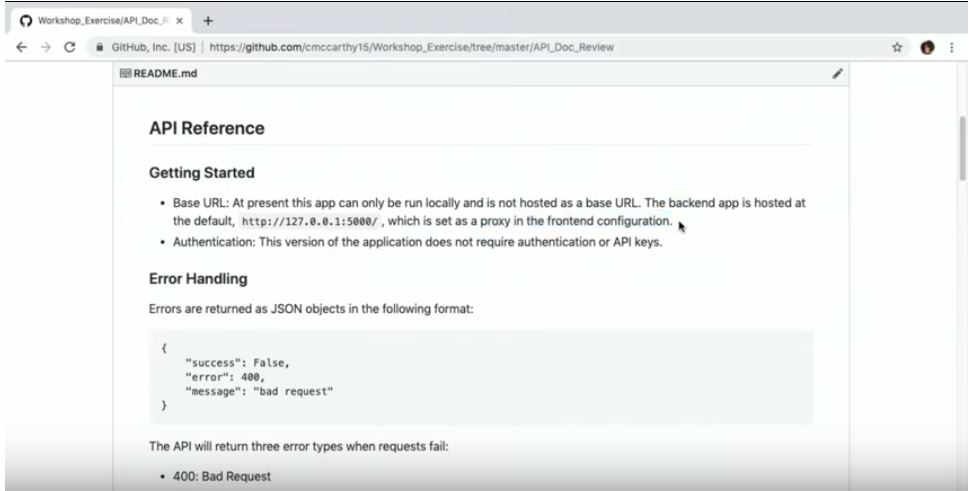 Workshop_Exercise/API_Doc_R
GitHub, Inc. [US] | https://github.com/cmccarthy15/Workshop_Exercise/tree/master/API_Doc_Review
README.md
API Reference
Getting Started
• Base URL: At present this app can only be run locally and is not hosted as a base URL. The backend app is hosted at
the default, http://127.0.0.1:5000/ , which is set as a proxy in the frontend configuration.
• Authentication: This version of the application does not require authentication or API keys.
Error Handling
Errors are returned as JSON objects in the following format:
{
"success": False,
"error": 400,
"message": "bad request"
}
The API will return three error types when requests fail:
• 400: Bad Request